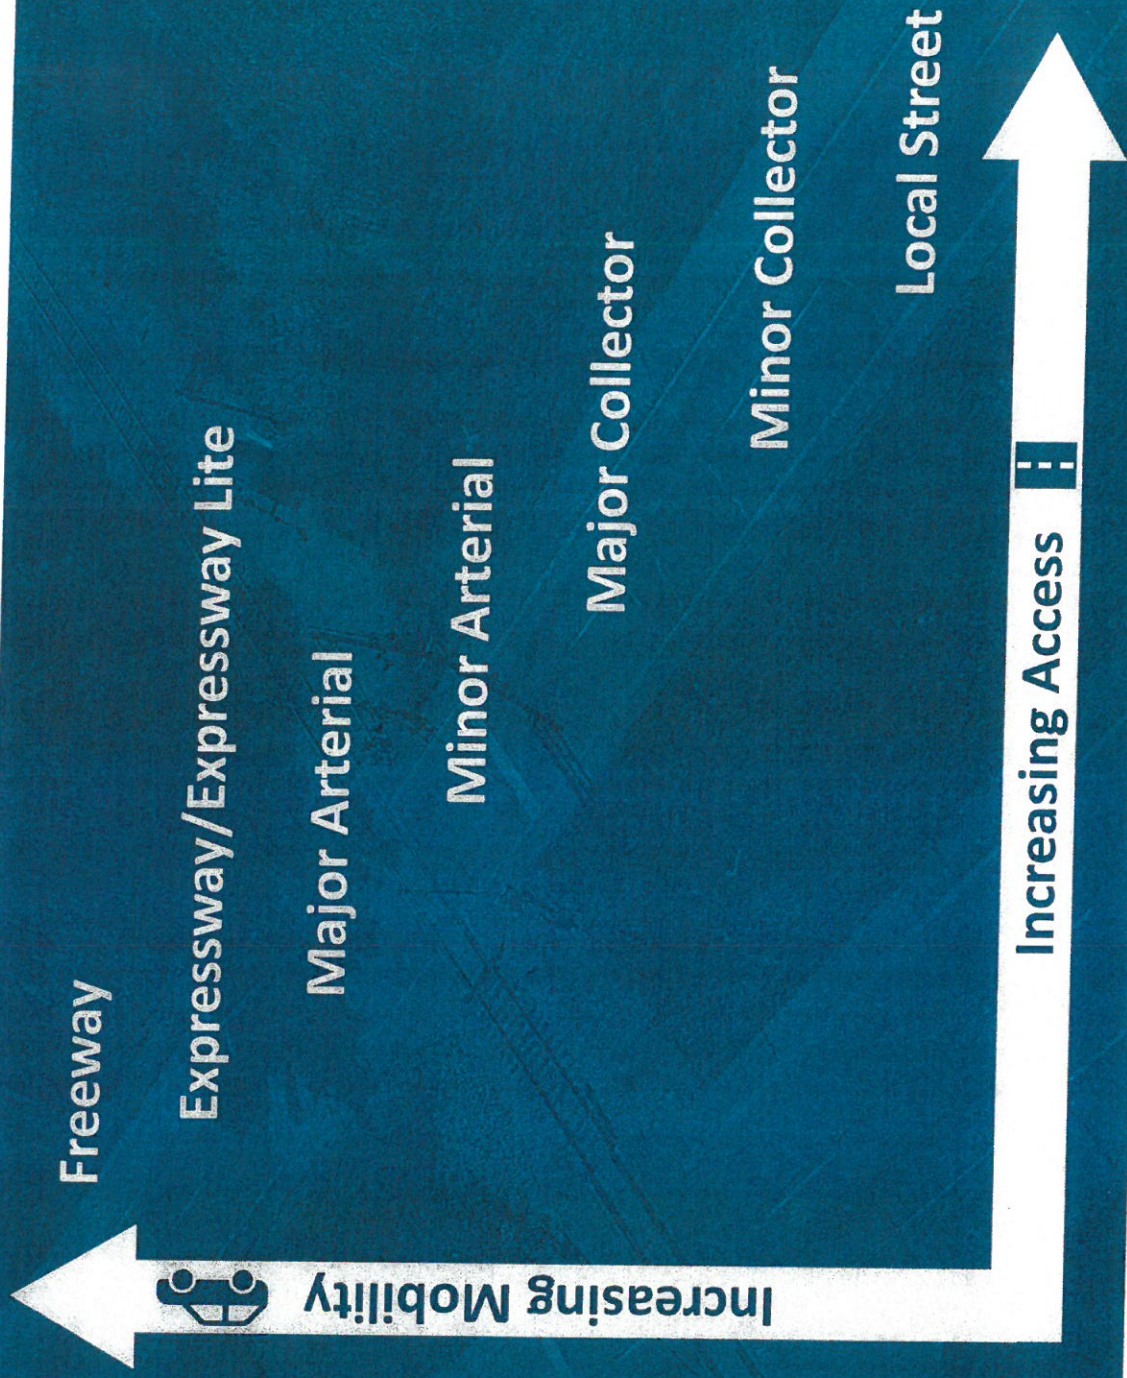 Freeway
Expressway/Expressway Lite
Major Arterial
Minor Arterial
Major Collector
Minor Collector
Local Street
Increasing Mobility
Increasing Access